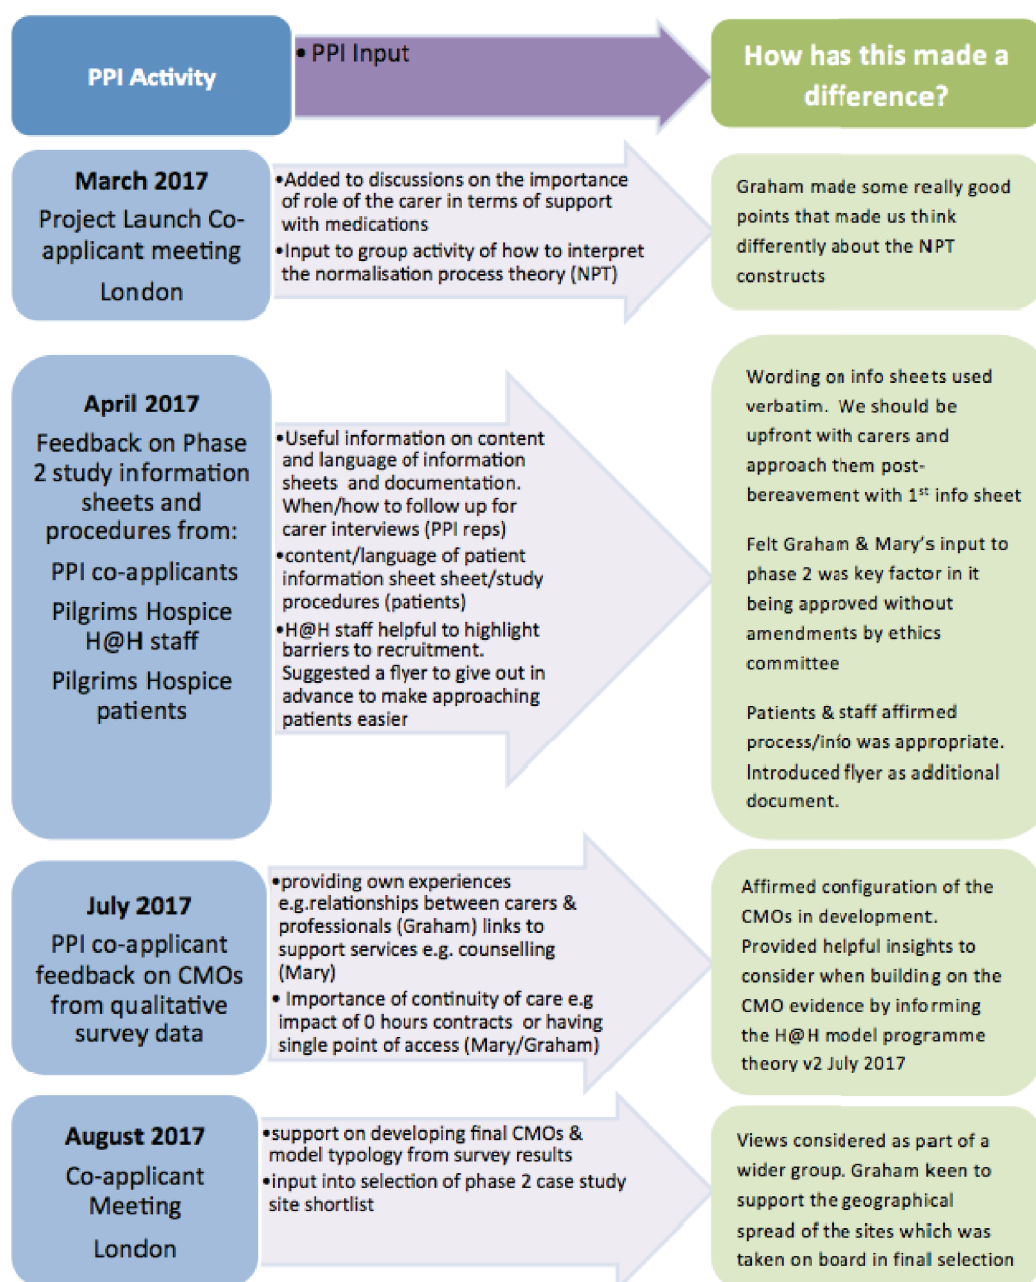 PPI Activity
• PPI Input
How has this made a
difference?
March 2017
Project Launch Co-
applicant meeting
London
•Added to discussions on the importance
of role of the carer in terms of support
with medications
•Input to group activity of how to interpret
the normalisation process theory (NPT)
Graham made some really good
points that made us think
differently about the NPT
constructs
April 2017
Feedback on Phase
2 study information
sheets and
procedures from:
PPI co-applicants
Pilgrims Hospice
H@H staff
Pilgrims Hospice
patients
•Useful information on content
and language of information
sheets and documentation.
When/how to follow up for
carer interviews (PPI reps)
•content/language of patient
information sheet sheet/study
procedures (patients)
•H@H staff helpful to highlight
barriers to recruitment.
Suggested a flyer to give out in
advance to make approaching
patients easier
Wording on info sheets used
verbatim. We should be
upfront with carers and
approach them post-
bereavement with 1st info sheet
Felt Graham & Mary’s input to
phase 2 was key factor in it
being approved without
amendments by ethics
committee
Patients & staff affirmed
process/info was appropriate.
Introduced flyer as additional
document.
July 2017
PPI co-applicant
feedback on CMOs
from qualitative
survey data
•providing own experiences
e.g.relationships between carers &
professionals (Graham) links to
support services e.g. counselling
(Mary)
• Importance of continuity of care e.g
impact of 0 hours contracts or having
single point of access (Mary/Graham)
Affirmed configuration of the
CMOs in development.
Provided helpful insights to
consider when building on the
CMO evidence by informing
the H@H model programme
theory v2 July 2017
August 2017
Co-applicant
Meeting
London
•support on developing final CMOs &
model typology from survey results
•input into selection of phase 2 case study
site shortlist
Views considered as part of a
wider group. Graham keen to
support the geographical
spread of the sites which was
taken on board in final selection